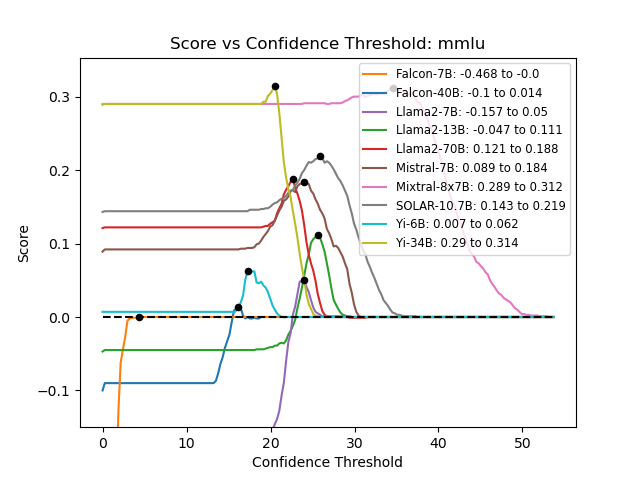 Score vs Confidence Threshold: mmlu
Score
0.3
0.2
0.1
0.0
−0.1
Falcon-7B: -0.468 to -0.0
Falcon-40B: -0.1 to 0.014
Llama2-7B: -0.157 to 0.05
Llama2-13B: -0.047 to 0.111
Llama2-70B: 0.121 to 0.188
Mistral-7B: 0.089 to 0.184
Mixtral-8x7B: 0.289 to 0.312
SOLAR-10.7B: 0.143 to 0.219
Yi-6B: 0.007 to 0.062
Yi-34B: 0.29 to 0.314
0 10 20 30 40 50
Confidence Threshold